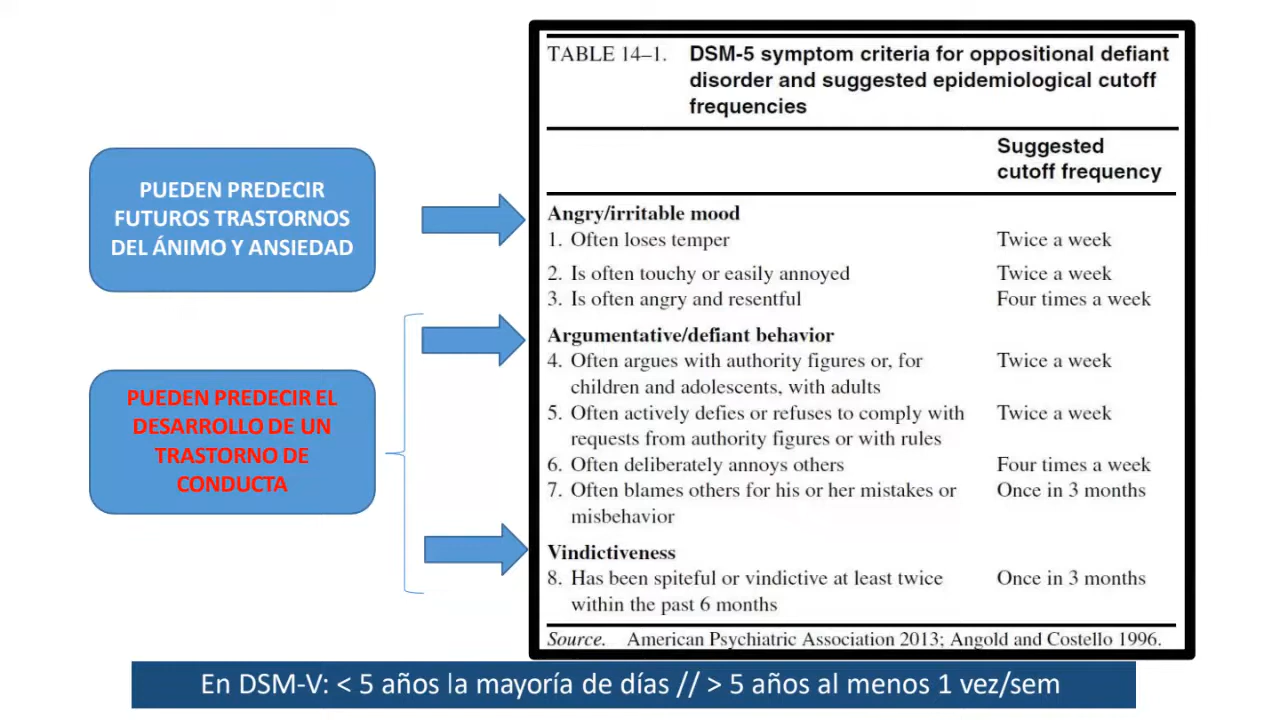 PUEDEN PREDECIR
FUTUROS TRASTORNOS
DEL ÁNIMO Y ANSIEDAD
PUEDEN PREDECIR EL
DESARROLLO DE UN
TRASTORNO DE
CONDUCTA
TABLE 14–1. DSM-5 symptom criteria for oppositional defiant
disorder and suggested epidemiological cutoff
frequencies
Suggested
cutoff frequency
Angry/irritable mood
1. Often loses temper Twice a week
2. Is often touchy or easily annoyed Twice a week
3. Is often angry and resentful Four times a week
Argumentative/defiant behavior
4. Often argues with authority figures or, for Twice a week
children and adolescents, with adults
5. Often actively defies or refuses to comply with Twice a week
requests from authority figures or with rules
6. Often deliberately annoys others Four times a week
7. Often blames others for his or her mistakes or Once in 3 months
misbehavior
Vindictiveness
8. Has been spiteful or vindictive at least twice Once in 3 months
within the past 6 months
Source. American Psychiatric Association 2013; Angold and Costello 1996.
En DSM-V: < 5 años la mayoría de días // > 5 años al menos 1 vez/sem